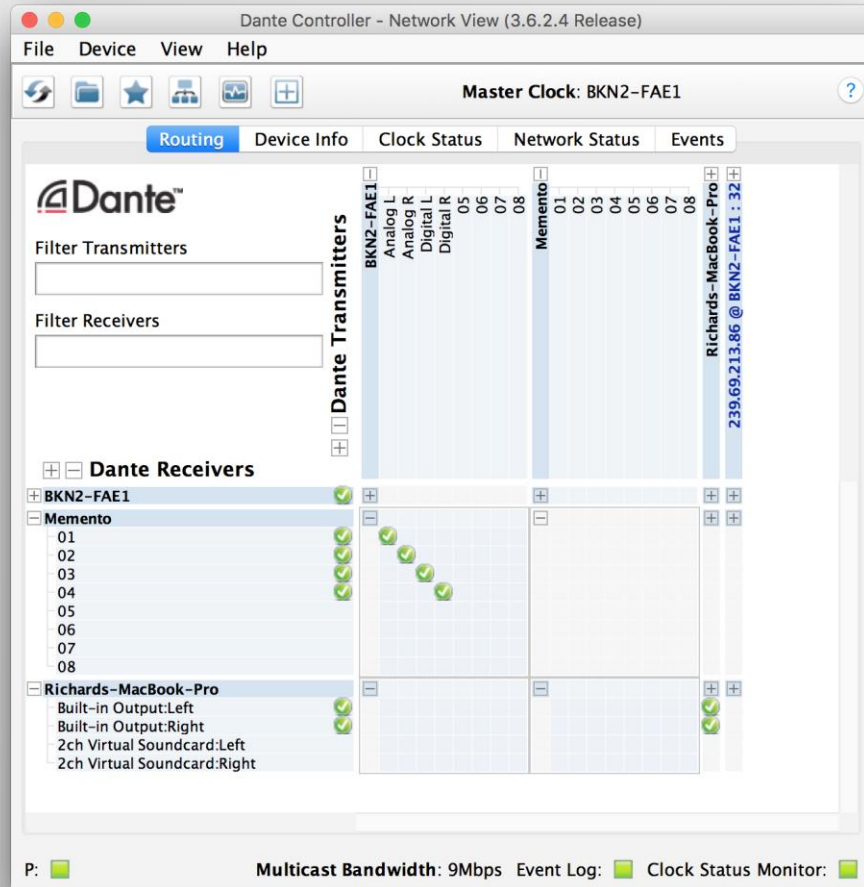 Dante Controller - Network View (3.6.2.4 Release)
File Device View Help
Master Clock: BKN2-FAE1
?
Routing Device Info Clock Status Network Status Events
Dante™
Filter Transmitters
Filter Receivers
Dante Transmitters
BKN2-FAE1
Analog L
Analog R
Digital L
Digital R
05
06
07
08
Memento
01
02
03
04
05
06
07
08
Richards-MacBook-Pro
239.69.213.86 @ BKN2-FAE1 : 32
Dante Receivers
BKN2-FAE1
Memento
01
02
03
04
05
06
07
08
Richards-MacBook-Pro
Built-in Output:Left
Built-in Output:Right
2ch Virtual Soundcard:Left
2ch Virtual Soundcard:Right
P: Multicast Bandwidth: 9Mbps Event Log: Clock Status Monitor: